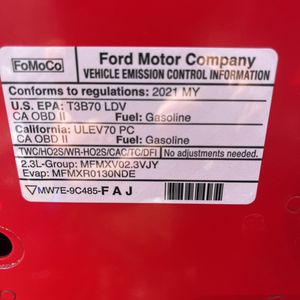 FoMoCo
Ford Motor Company
VEHICLE EMISSION CONTROL INFORMATION
Conforms to regulations: 2021 MY
U.S. EPA: T3B70 LDV
CA OBD II Fuel: Gasoline
California: ULEV70 PC
CA OBD II Fuel: Gasoline
TWC/HO2S/WR-HO2S/CAC/TC/DFI No adjustments needed.
2.3L-Group: MFMXV02.3VJY
Evap: MFMXR0130NDE
MW7E-9C485-F A J